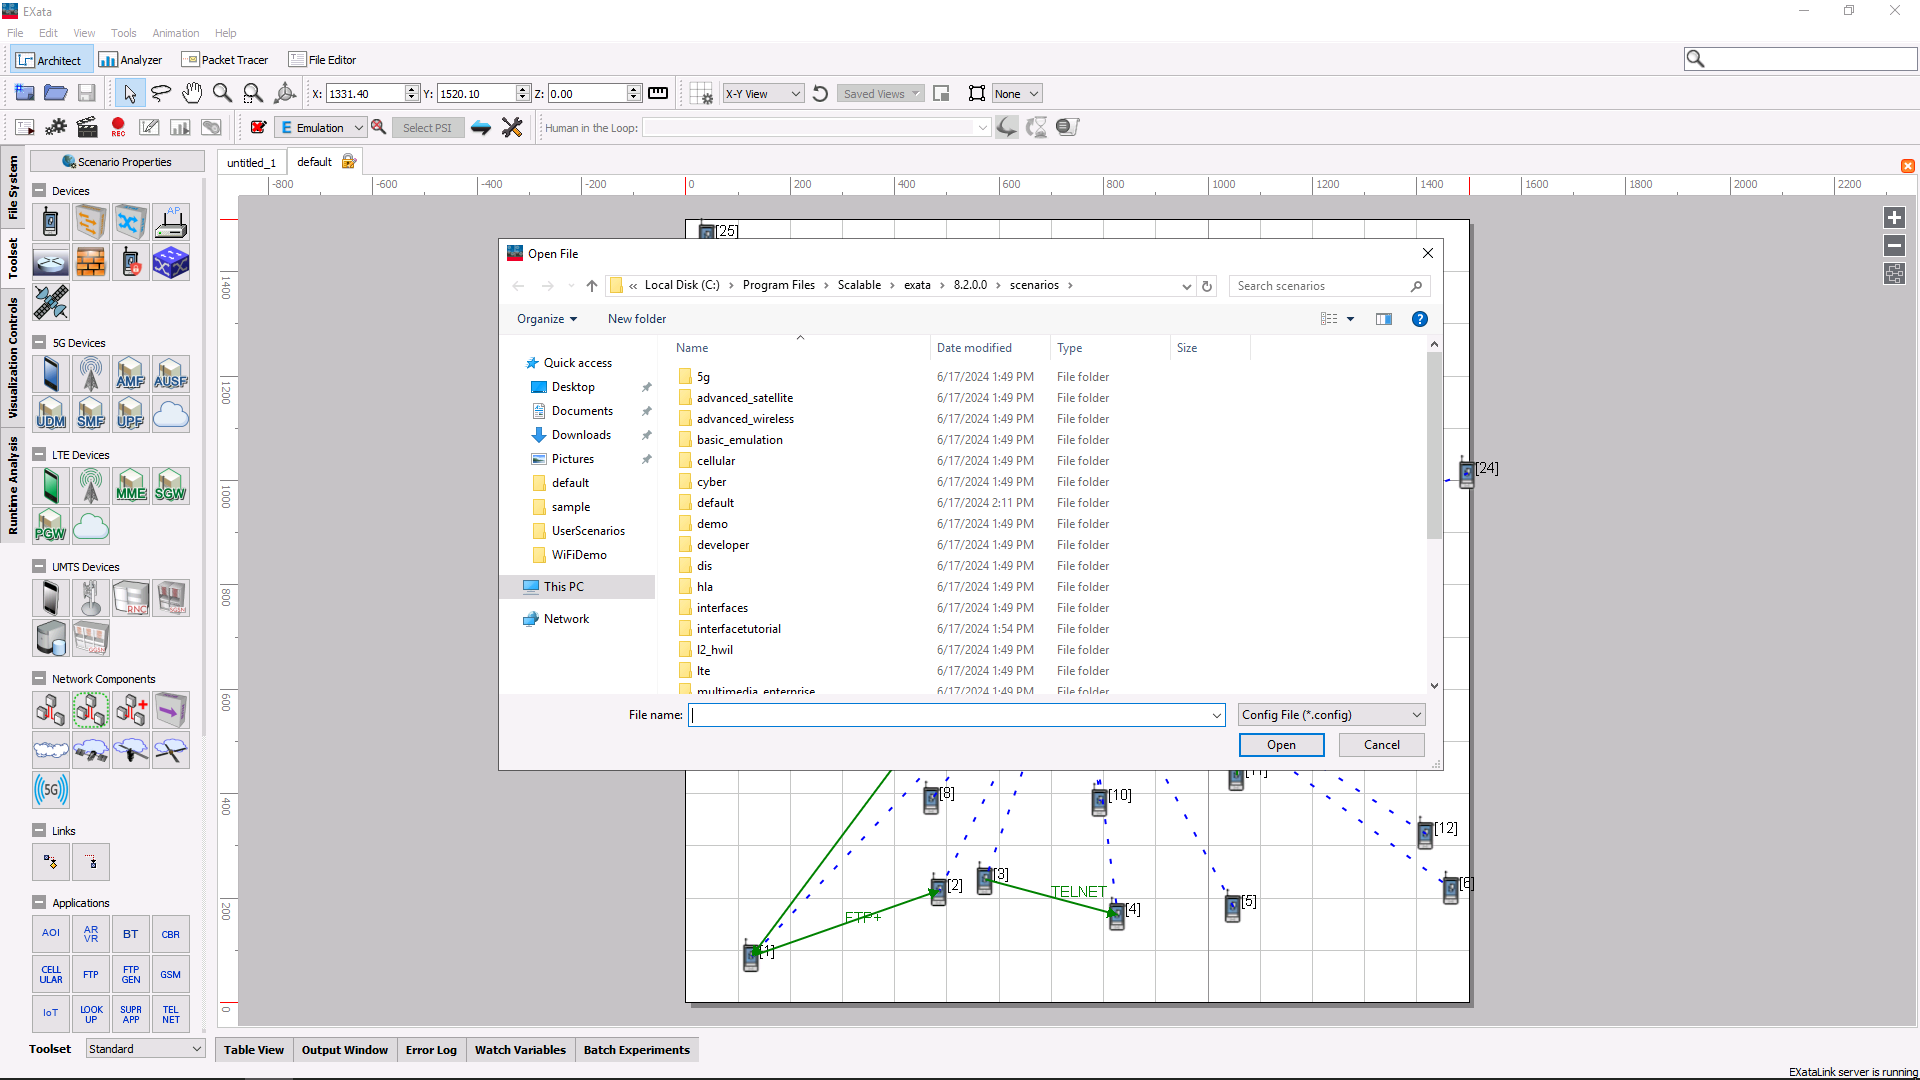 EXata
File Edit View Tools Animation Help
Architect Analyzer Packet Tracer File Editor
X: 1331.40 Y: 1520.10 Z: 0.00 X-Y View Saved Views None
REC E Emulation Select PSI Human in the Loop:
File System
Toolset
Visualization Controls
Runtime Analysis
Scenario Properties
Devices
AP
5G Devices
AMF AUSF
UDM SMF UPF
LTE Devices
MME SGW
PGW
UMTS Devices
RNC SGSN
GGSN
Network Components
5G
Links
Applications
AOI AR VR BT CBR
CELL ULAR FTP FTP GEN GSM
IoT LOOK UP SUPR APP TEL NET
Toolset Standard
untitled_1 default
-800 -600 -400 -200 0 200 400 600 800 1000 1200 1400 1600 1800 2000 2200
1400
1200
1000
800
600
400
200
0
[25]
Open File
« Local Disk (C:) › Program Files › Scalable › exata › 8.2.0.0 › scenarios › Search scenarios
Organize New folder
Quick access
Desktop
Documents
Downloads
Pictures
default
sample
UserScenarios
WiFiDemo
This PC
Network
Name Date modified Type Size
5g 6/17/2024 1:49 PM File folder
advanced_satellite 6/17/2024 1:49 PM File folder
advanced_wireless 6/17/2024 1:49 PM File folder
basic_emulation 6/17/2024 1:49 PM File folder
cellular 6/17/2024 1:49 PM File folder
cyber 6/17/2024 1:49 PM File folder
default 6/17/2024 2:11 PM File folder
demo 6/17/2024 1:49 PM File folder
developer 6/17/2024 1:49 PM File folder
dis 6/17/2024 1:49 PM File folder
hla 6/17/2024 1:49 PM File folder
interfaces 6/17/2024 1:49 PM File folder
interfacetutorial 6/17/2024 1:54 PM File folder
l2_hwil 6/17/2024 1:49 PM File folder
lte 6/17/2024 1:49 PM File folder
multimedia_enterprise 6/17/2024 1:49 PM File folder
File name: Config File (*.config)
Open Cancel
[24]
[8] [10] [11]
[12]
[2] [3] TELNET [4] [5] [6]
FTP+
[1]
Table View Output Window Error Log Watch Variables Batch Experiments
EXataLink server is running